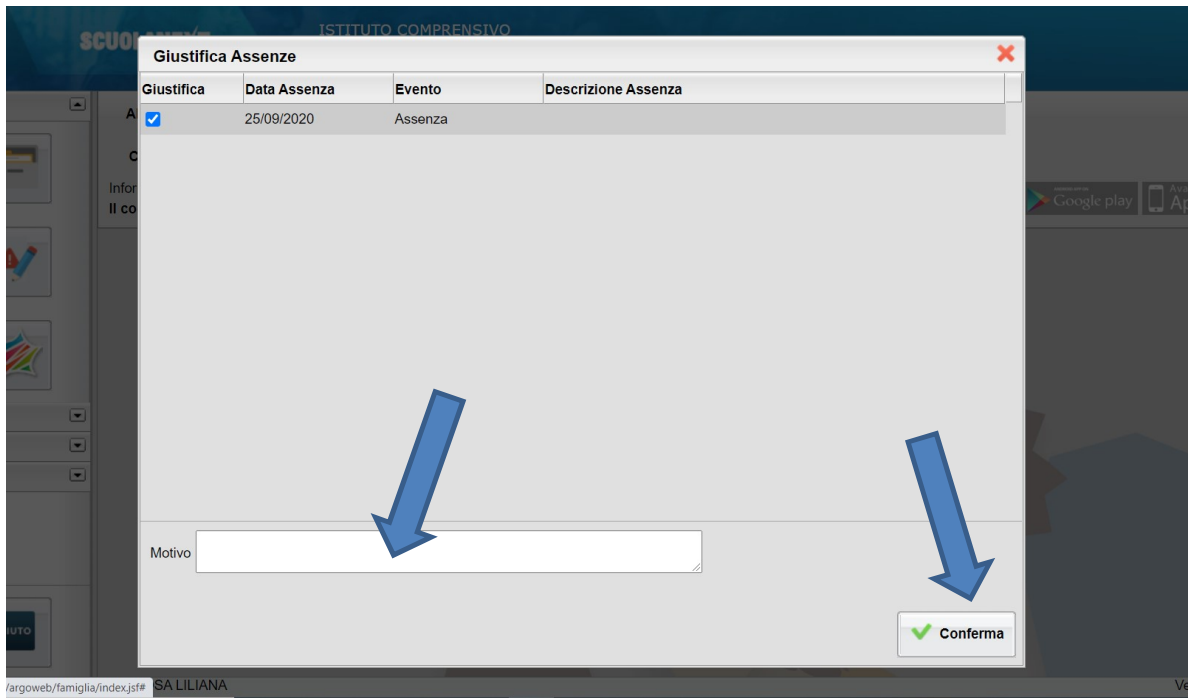 ISTITUTO COMPRENSIVO
Giustifica Assenze
Giustifica Data Assenza Evento Descrizione Assenza
25/09/2020 Assenza
Il co
Google play
Motivo
Conferma
/argoweb/famiglia/index.jsf# SA LILIANA